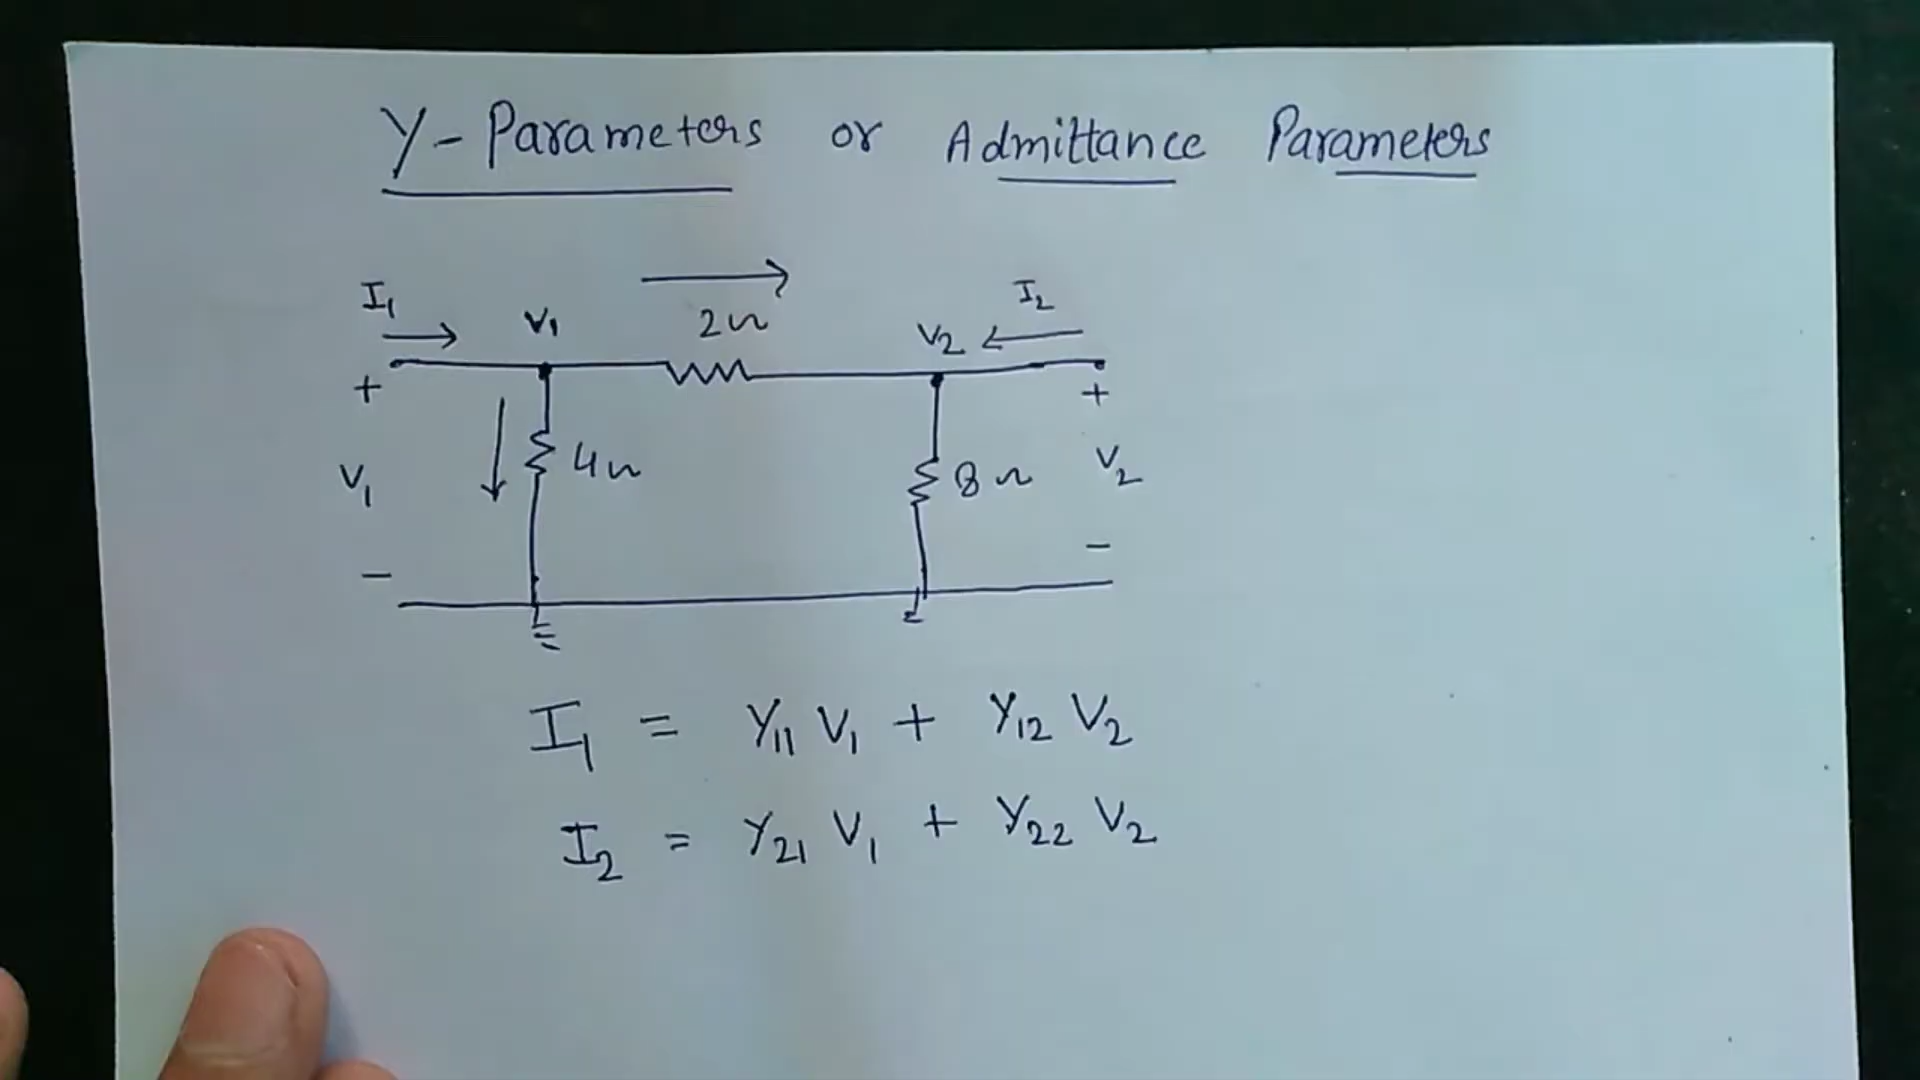 Y-Parameters or Admittance Parameters
I1 V1 2Ω V2 I2
+ +
V1 4Ω 8Ω V2
- -
I1 = Y11 V1 + Y12 V2
I2 = Y21 V1 + Y22 V2